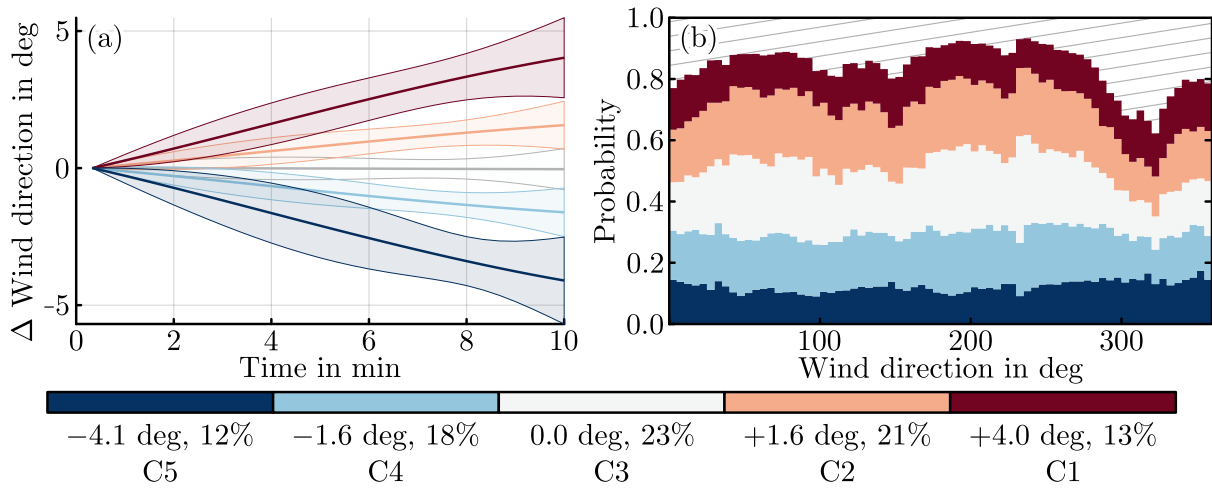 (a)
5
0
-5
Δ Wind direction in deg
0 2 4 6 8 10
Time in min
(b)
1.0
0.8
0.6
0.4
0.2
0.0
Probability
100 200 300
Wind direction in deg
−4.1 deg, 12% −1.6 deg, 18% 0.0 deg, 23% +1.6 deg, 21% +4.0 deg, 13%
C5 C4 C3 C2 C1